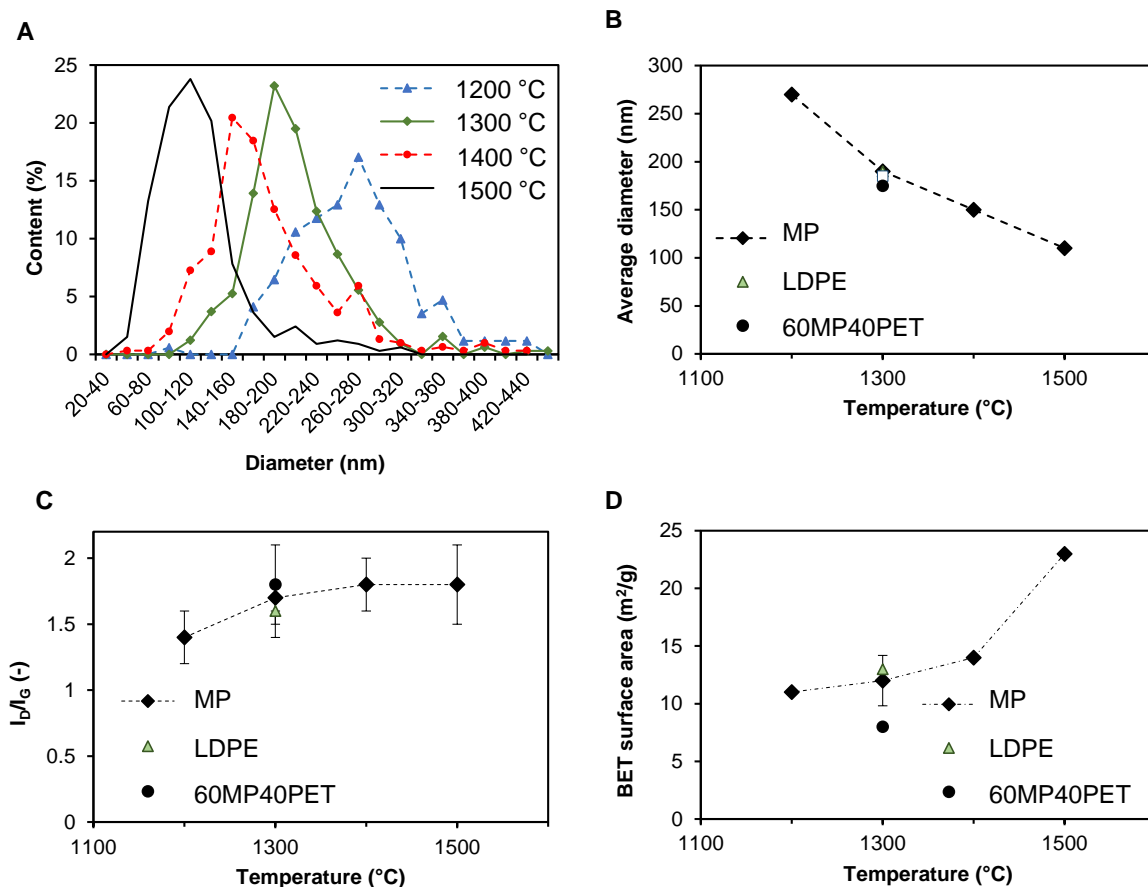 A
25
20
15
10
5
0
Content (%)
1200 °C
1300 °C
1400 °C
1500 °C
20-40
60-80
100-120
140-160
180-200
220-240
260-280
300-320
340-360
380-400
420-440
Diameter (nm)
B
300
250
200
150
100
50
0
Average diameter (nm)
MP
LDPE
60MP40PET
1100
1300
1500
Temperature (°C)
C
2
1.5
1
0.5
0
I_D/I_G (-)
MP
LDPE
60MP40PET
1100
1300
1500
Temperature (°C)
D
25
20
15
10
5
0
BET surface area (m²/g)
MP
LDPE
60MP40PET
1100
1300
1500
Temperature (°C)